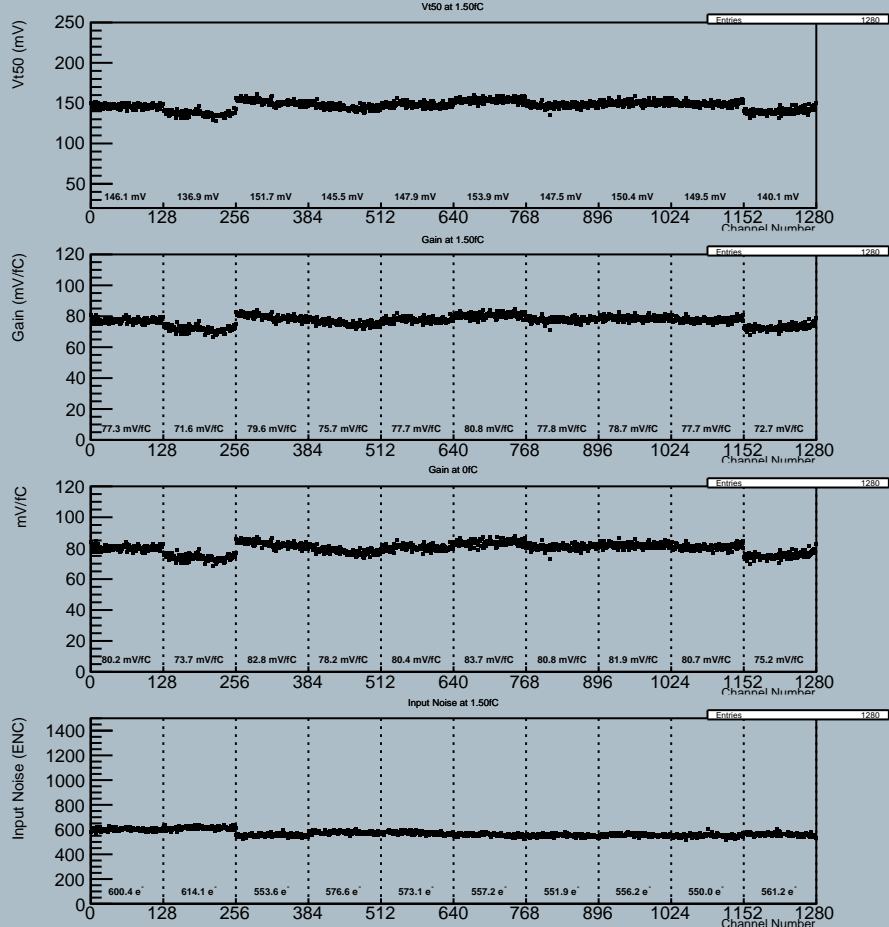 Vt50 at 1.50fC
Entries 1280
Vt50 (mV)
250
200
150
100
50
146.1 mV 136.9 mV 151.7 mV 145.5 mV 147.9 mV 153.9 mV 147.5 mV 150.4 mV 149.5 mV 140.1 mV
0 128 256 384 512 640 768 896 1024 1152 1280
Channel Number
Gain at 1.50fC
Entries 1280
Gain (mV/fC)
120
100
80
60
40
20
0
77.3 mV/fC 71.6 mV/fC 79.6 mV/fC 75.7 mV/fC 77.7 mV/fC 80.8 mV/fC 77.8 mV/fC 78.7 mV/fC 77.7 mV/fC 72.7 mV/fC
0 128 256 384 512 640 768 896 1024 1152 1280
Channel Number
Gain at 0fC
Entries 1280
mV/fC
120
100
80
60
40
20
0
80.2 mV/fC 73.7 mV/fC 82.8 mV/fC 78.2 mV/fC 80.4 mV/fC 83.7 mV/fC 80.8 mV/fC 81.9 mV/fC 80.7 mV/fC 75.2 mV/fC
0 128 256 384 512 640 768 896 1024 1152 1280
Channel Number
Input Noise at 1.50fC
Entries 1280
Input Noise (ENC)
1400
1200
1000
800
600
400
200
0
600.4 e⁻ 614.1 e⁻ 553.6 e⁻ 576.6 e⁻ 573.1 e⁻ 557.2 e⁻ 551.9 e⁻ 556.2 e⁻ 550.0 e⁻ 561.2 e⁻
0 128 256 384 512 640 768 896 1024 1152 1280
Channel Number